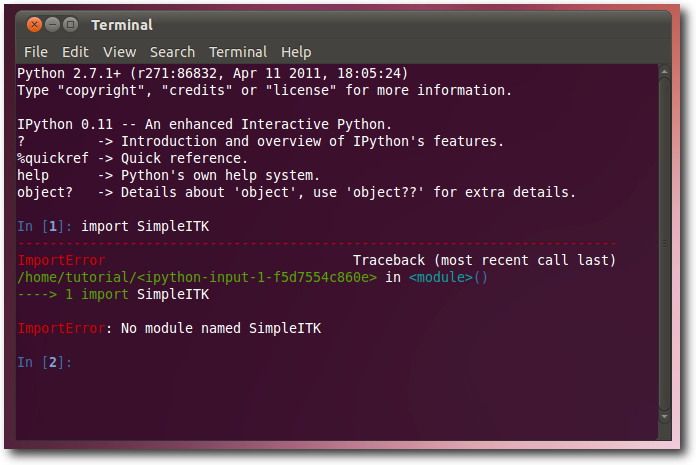 Terminal
File Edit View Search Terminal Help
Python 2.7.1+ (r271:86832, Apr 11 2011, 18:05:24)
Type "copyright", "credits" or "license" for more information.
IPython 0.11 -- An enhanced Interactive Python.
?         -> Introduction and overview of IPython's features.
%quickref -> Quick reference.
help      -> Python's own help system.
object?   -> Details about 'object', use 'object??' for extra details.
In [1]: import SimpleITK
---------------------------------------------------------------------------
ImportError                               Traceback (most recent call last)
/home/tutorial/<ipython-input-1-f5d7554c860e> in <module>()
----> 1 import SimpleITK
ImportError: No module named SimpleITK
In [2]: